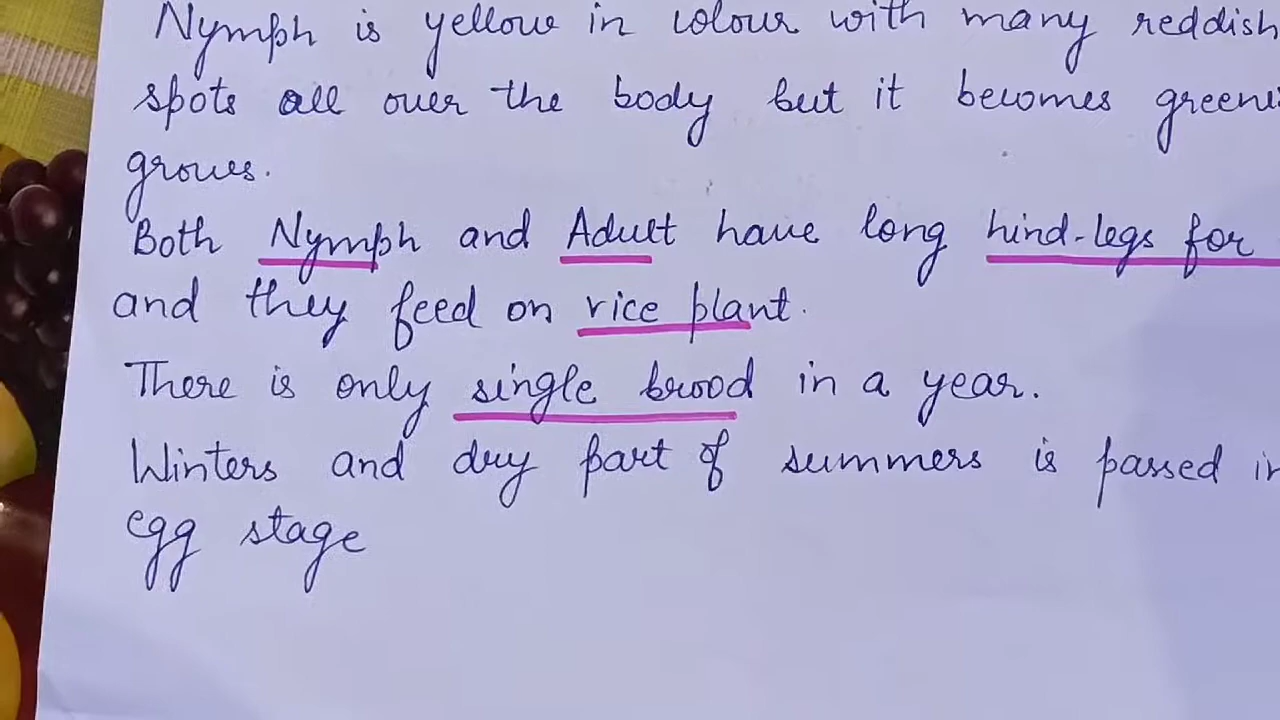 Nymph is yellow in colour with many reddish
spots all over the body but it becomes
grows.
Both Nymph and Adult have long hind-legs for
and they feed on rice plant.
There is only single brood in a year.
Winters and dry part of summers is passed in
egg stage